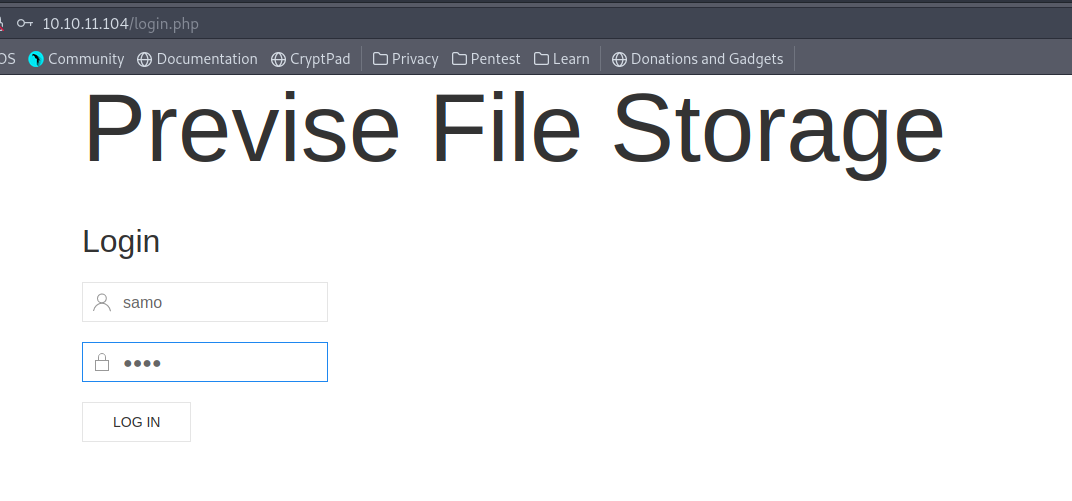 10.10.11.104/login.php
OS Community Documentation CryptPad Privacy Pentest Learn Donations and Gadgets
Previse File Storage
Login
samo
••••
LOG IN